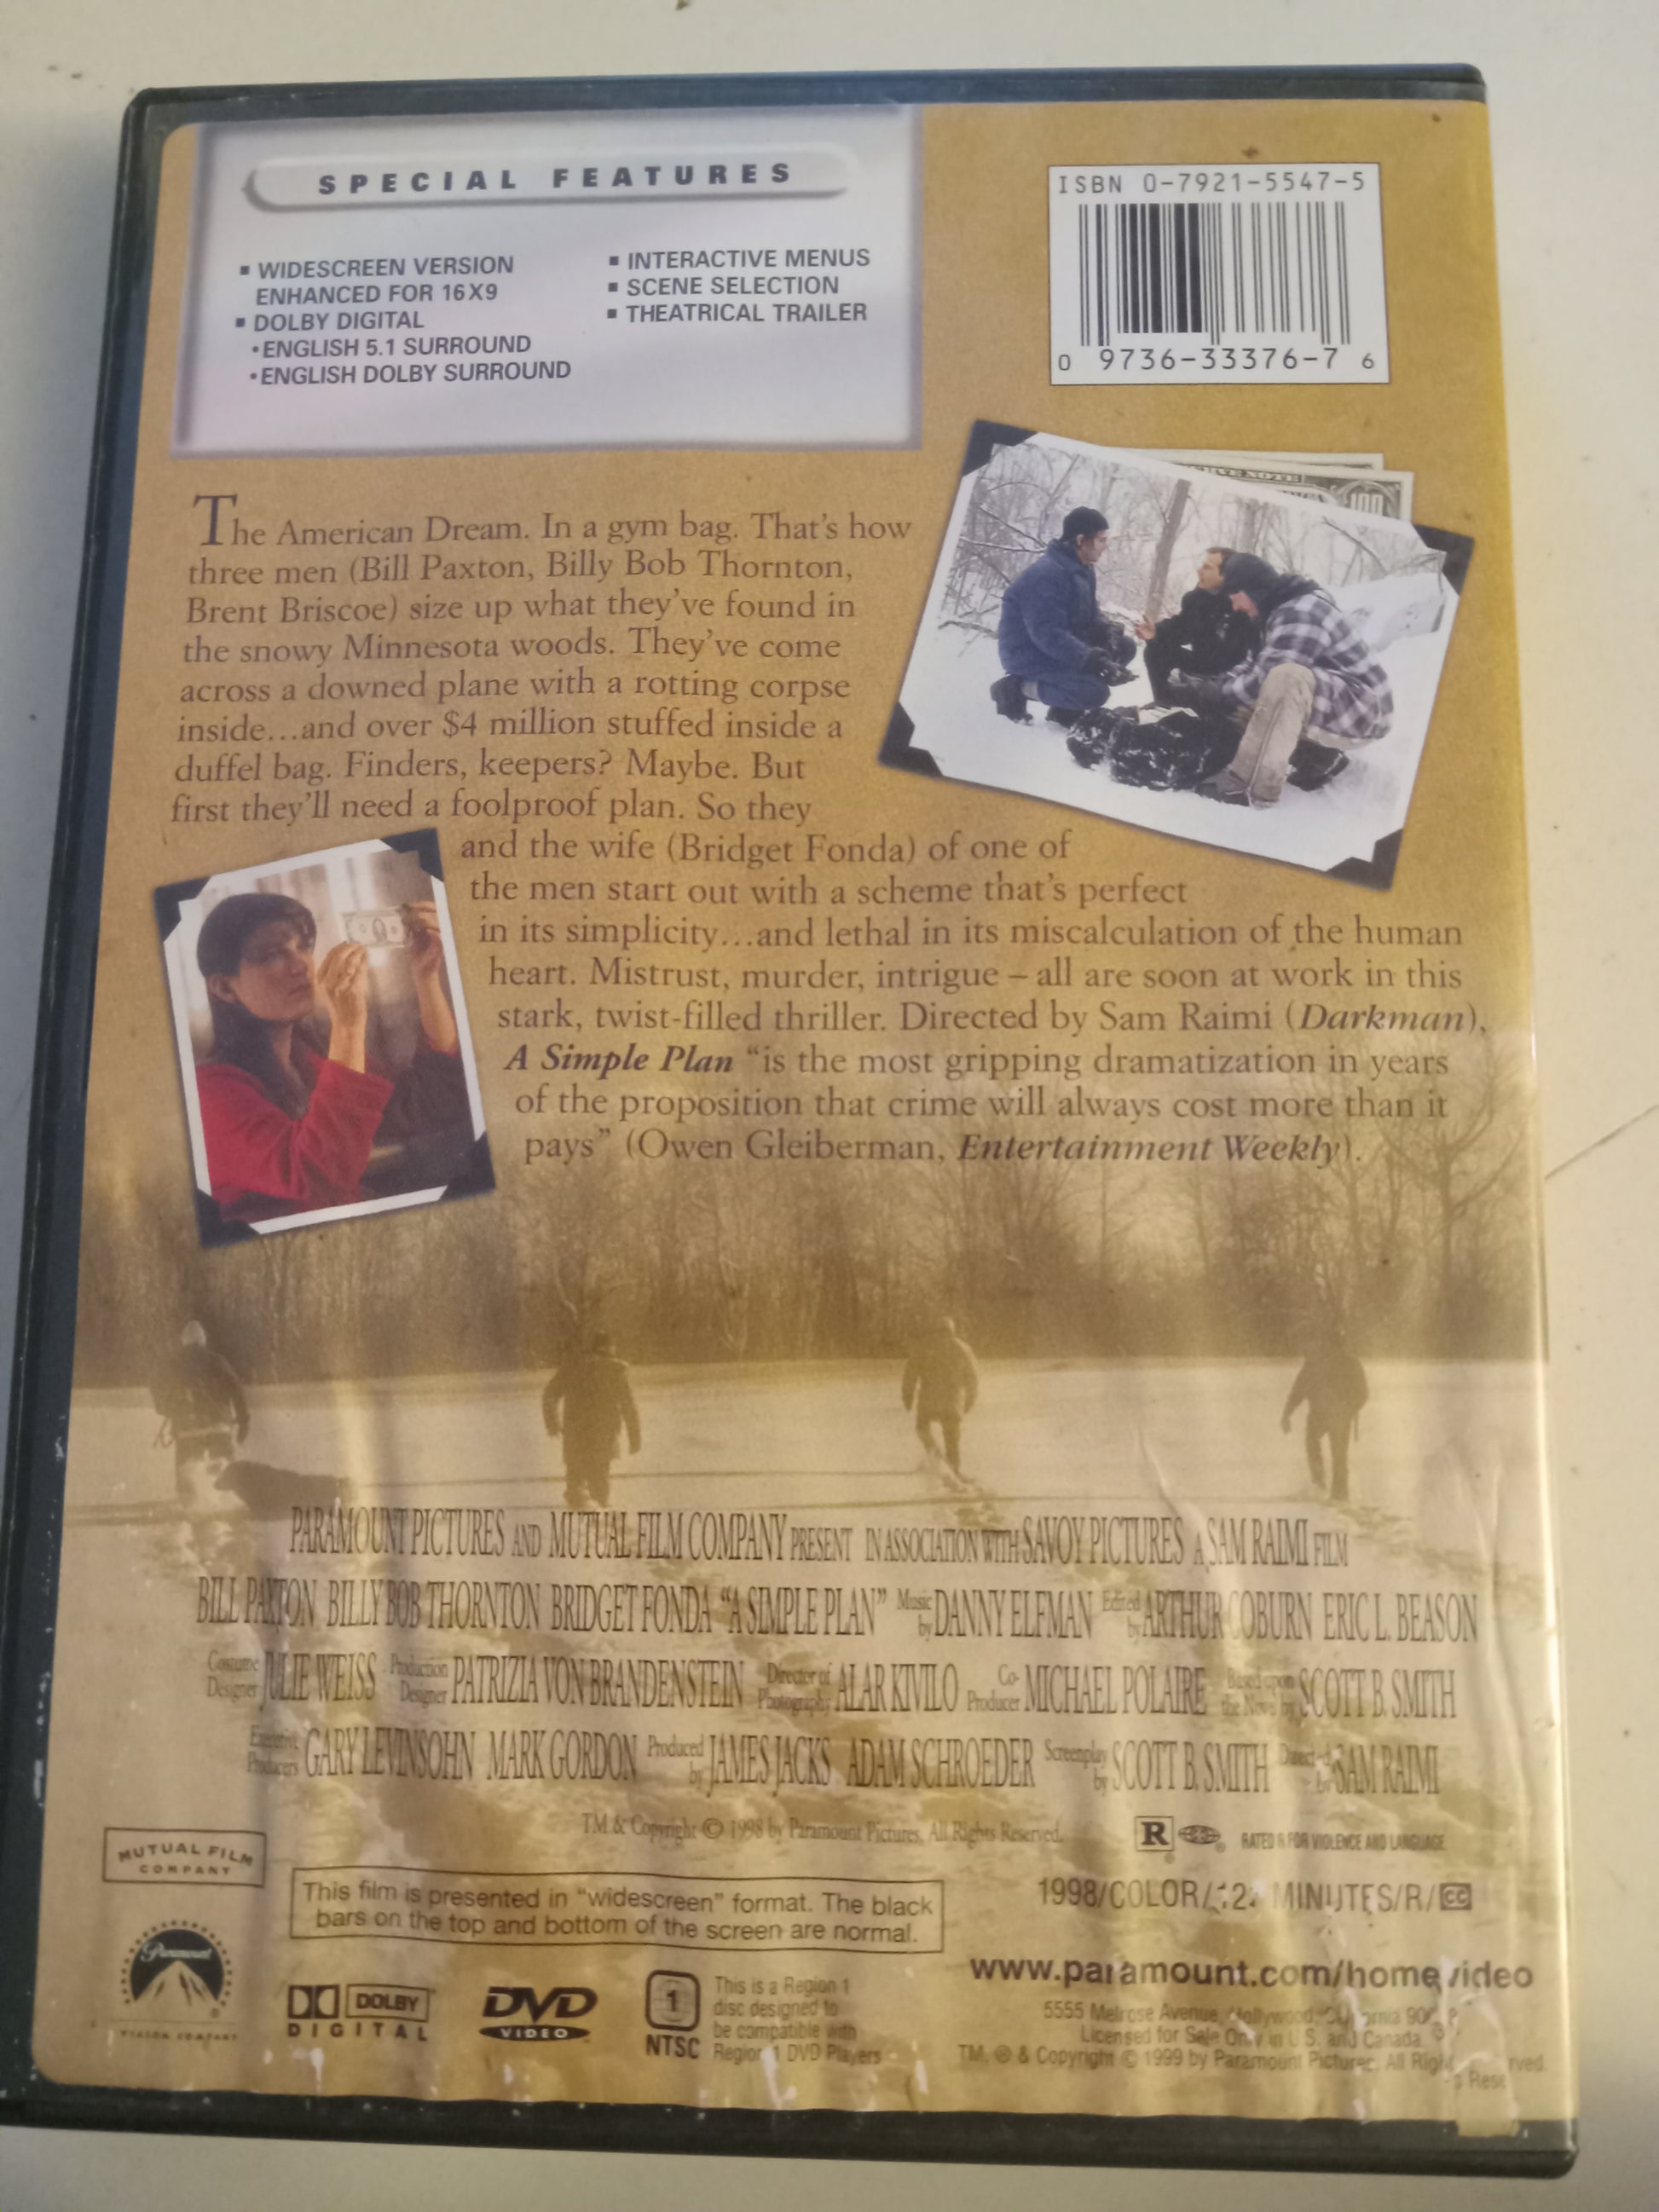 SPECIAL FEATURES
▪ WIDESCREEN VERSION
ENHANCED FOR 16X9
▪ DOLBY DIGITAL
•ENGLISH 5.1 SURROUND
•ENGLISH DOLBY SURROUND
▪ INTERACTIVE MENUS
▪ SCENE SELECTION
▪ THEATRICAL TRAILER
ISBN 0-7921-5547-5
0 9736-33376-7 6
100
The American Dream. In a gym bag. That's how
three men (Bill Paxton, Billy Bob Thornton,
Brent Briscoe) size up what they've found in
the snowy Minnesota woods. They've come
across a downed plane with a rotting corpse
inside...and over $4 million stuffed inside a
duffel bag. Finders, keepers? Maybe. But
first they'll need a foolproof plan. So they
and the wife (Bridget Fonda) of one of
the men start out with a scheme that's perfect
in its simplicity...and lethal in its miscalculation of the human
heart. Mistrust, murder, intrigue – all are soon at work in this
stark, twist-filled thriller. Directed by Sam Raimi (Darkman),
A Simple Plan “is the most gripping dramatization in years
of the proposition that crime will always cost more than it
pays” (Owen Gleiberman, Entertainment Weekly).
PARAMOUNT PICTURES AND MUTUAL FILM COMPANY PRESENT IN ASSOCIATION WITH SAVOY PICTURES A SAM RAIMI FILM
BILL PAXTON BILLY BOB THORNTON BRIDGET FONDA “A SIMPLE PLAN” Music by DANNY ELFMAN Edited by ARTHUR COBURN ERIC L. BEASON
Costume Designer JULIE WEISS Production Designer PATRIZIA VON BRANDENSTEIN Director of Photography ALAR KIVILO Co-Producer MICHAEL POLAIRE Based upon the Novel by SCOTT B. SMITH
Executive Producers GARY LEVINSOHN MARK GORDON Produced by JAMES JACKS ADAM SCHROEDER Screenplay by SCOTT B. SMITH Directed by SAM RAIMI
TM & Copyright © 1998 by Paramount Pictures. All Rights Reserved.
R RATED R FOR VIOLENCE AND LANGUAGE
MUTUAL FILM
COMPANY
This film is presented in “widescreen” format. The black
bars on the top and bottom of the screen are normal.
1998/COLOR/ MINUTES/R/CC
Paramount
A VIACOM COMPANY
DOLBY
DIGITAL
DVD
VIDEO
1
NTSC
This is a Region 1
disc designed to
be compatible with
Region 1 DVD Players
www.paramount.com/homevideo
5555 Melrose Avenue, Hollywood, California
Licensed for Sale Only in U.S. and Canada
TM, ® & Copyright © 1999 by Paramount Pictures. All Rights Reserved.